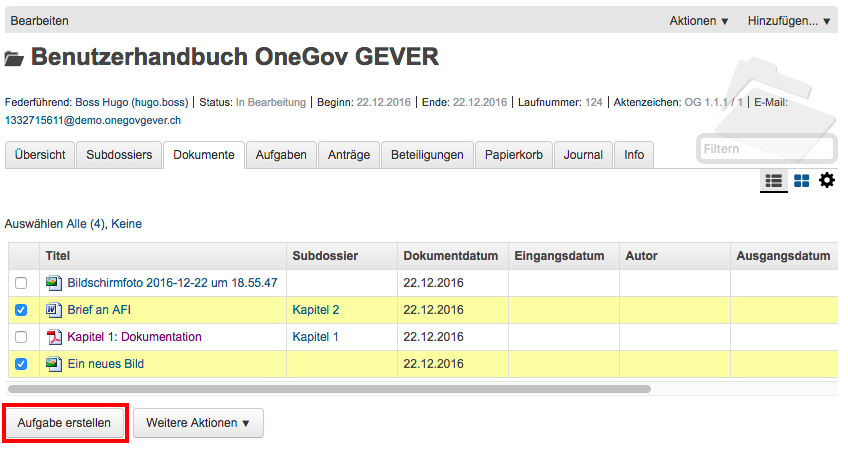 Bearbeiten Aktionen ▼ Hinzufügen... ▼
Benutzerhandbuch OneGov GEVER
Federführend: Boss Hugo (hugo.boss) | Status: In Bearbeitung | Beginn: 22.12.2016 | Ende: 22.12.2016 | Laufnummer: 124 | Aktenzeichen: OG 1.1.1 / 1 | E-Mail:
1332715611@demo.onegovgever.ch
Übersicht Subdossiers Dokumente Aufgaben Anträge Beteiligungen Papierkorb Journal Info
Filtern
Auswählen Alle (4), Keine
Titel Subdossier Dokumentdatum Eingangsdatum Autor Ausgangsdatum
Bildschirmfoto 2016-12-22 um 18.55.47 22.12.2016
Brief an AFI Kapitel 2 22.12.2016
Kapitel 1: Dokumentation Kapitel 1 22.12.2016
Ein neues Bild 22.12.2016
Aufgabe erstellen Weitere Aktionen ▼